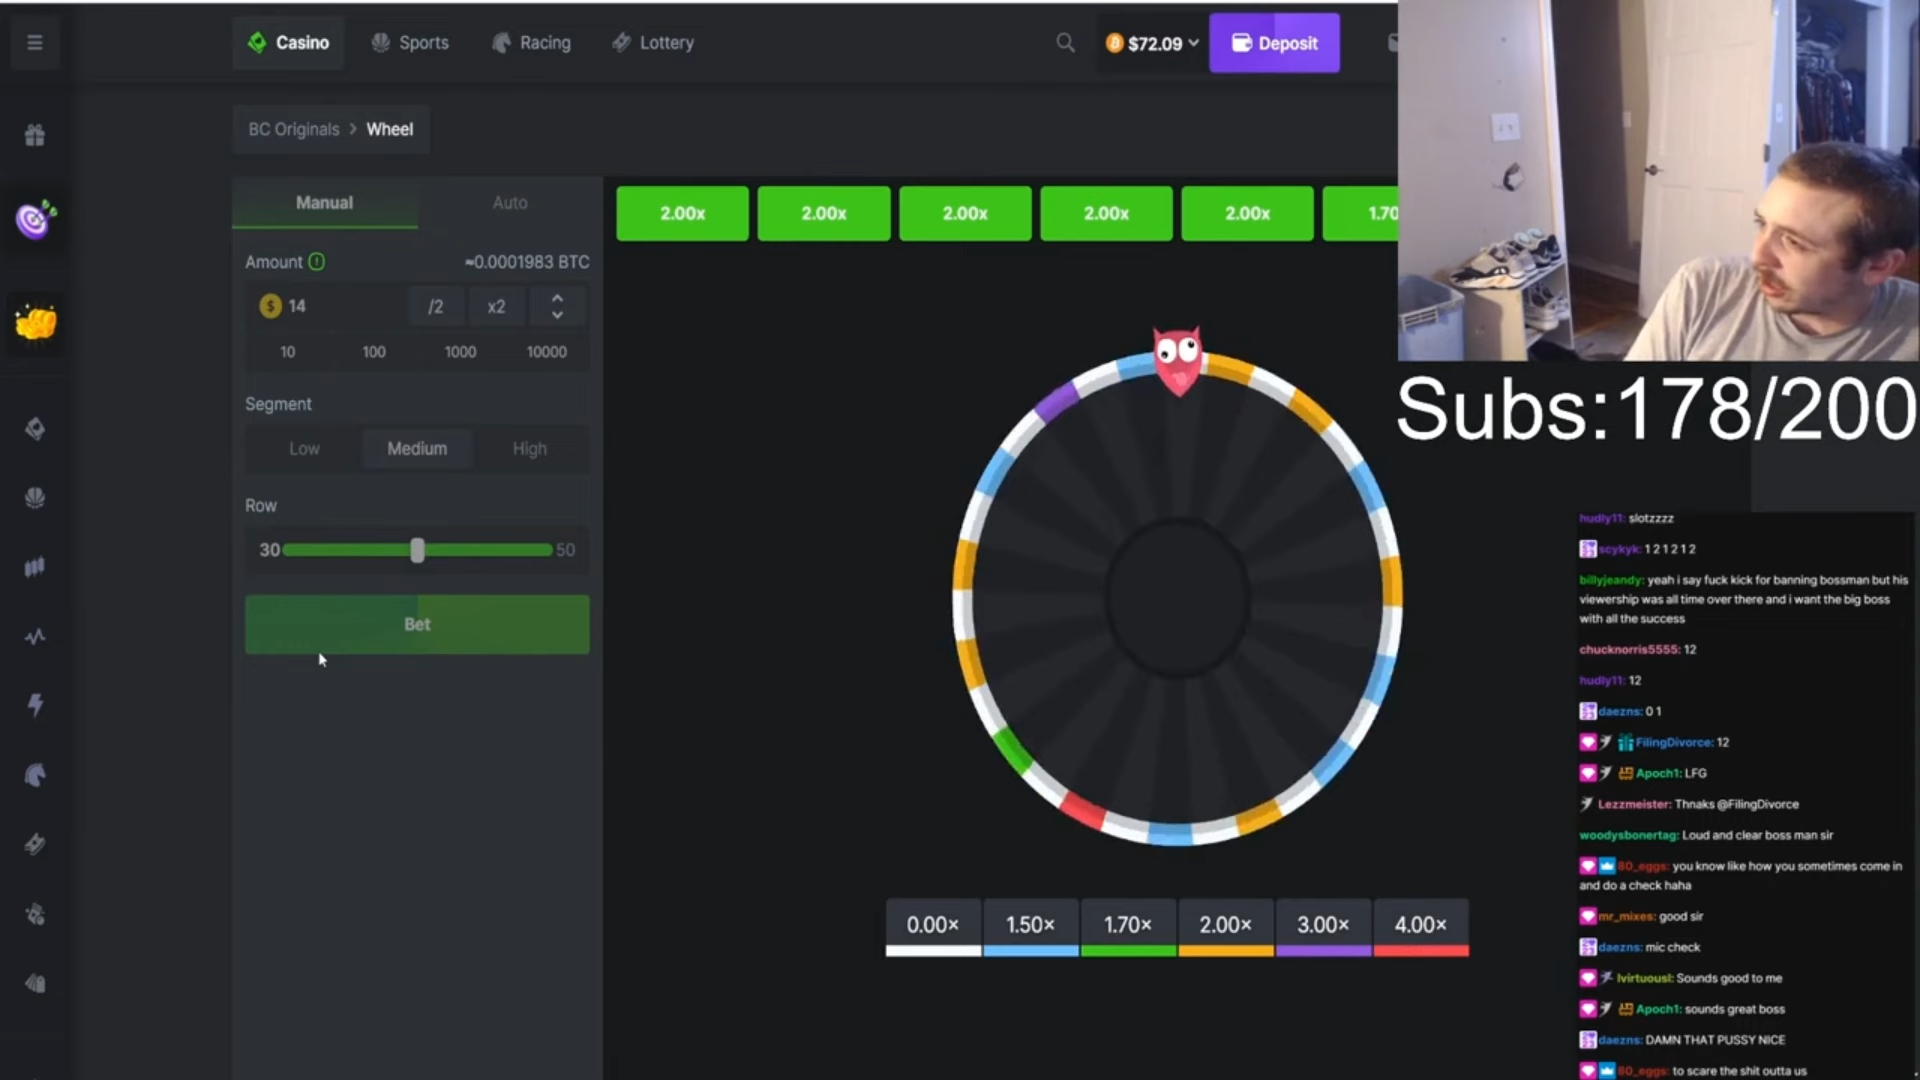 Casino Sports Racing Lottery $72.09 Deposit
BC Originals > Wheel
Manual Auto
2.00x 2.00x 2.00x 2.00x 2.00x 1.70
Amount ≈0.0001983 BTC
14 /2 x2
10 100 1000 10000
Segment
Low Medium High
Row
30 50
Bet
0.00× 1.50× 1.70× 2.00× 3.00× 4.00×
Subs:178/200
hudly11: slotzzzz
scykyk: 1 2 1 2 1 2
billyjeandy: yeah i say fuck kick for banning bossman but his
viewership was all time over there and i want the big boss
with all the success
chucknorris5555: 12
hudly11: 12
daezns: 0 1
FilingDivorce: 12
Apoch1: LFG
Lezzmeister: Thnaks @FilingDivorce
woodysbonertag: Loud and clear boss man sir
80_eggs: you know like how you sometimes come in
and do a check haha
mr_mixes: good sir
daezns: mic check
lvirtuousl: Sounds good to me
Apoch1: sounds great boss
daezns: DAMN THAT PUSSY NICE
80_eggs: to scare the shit outta us